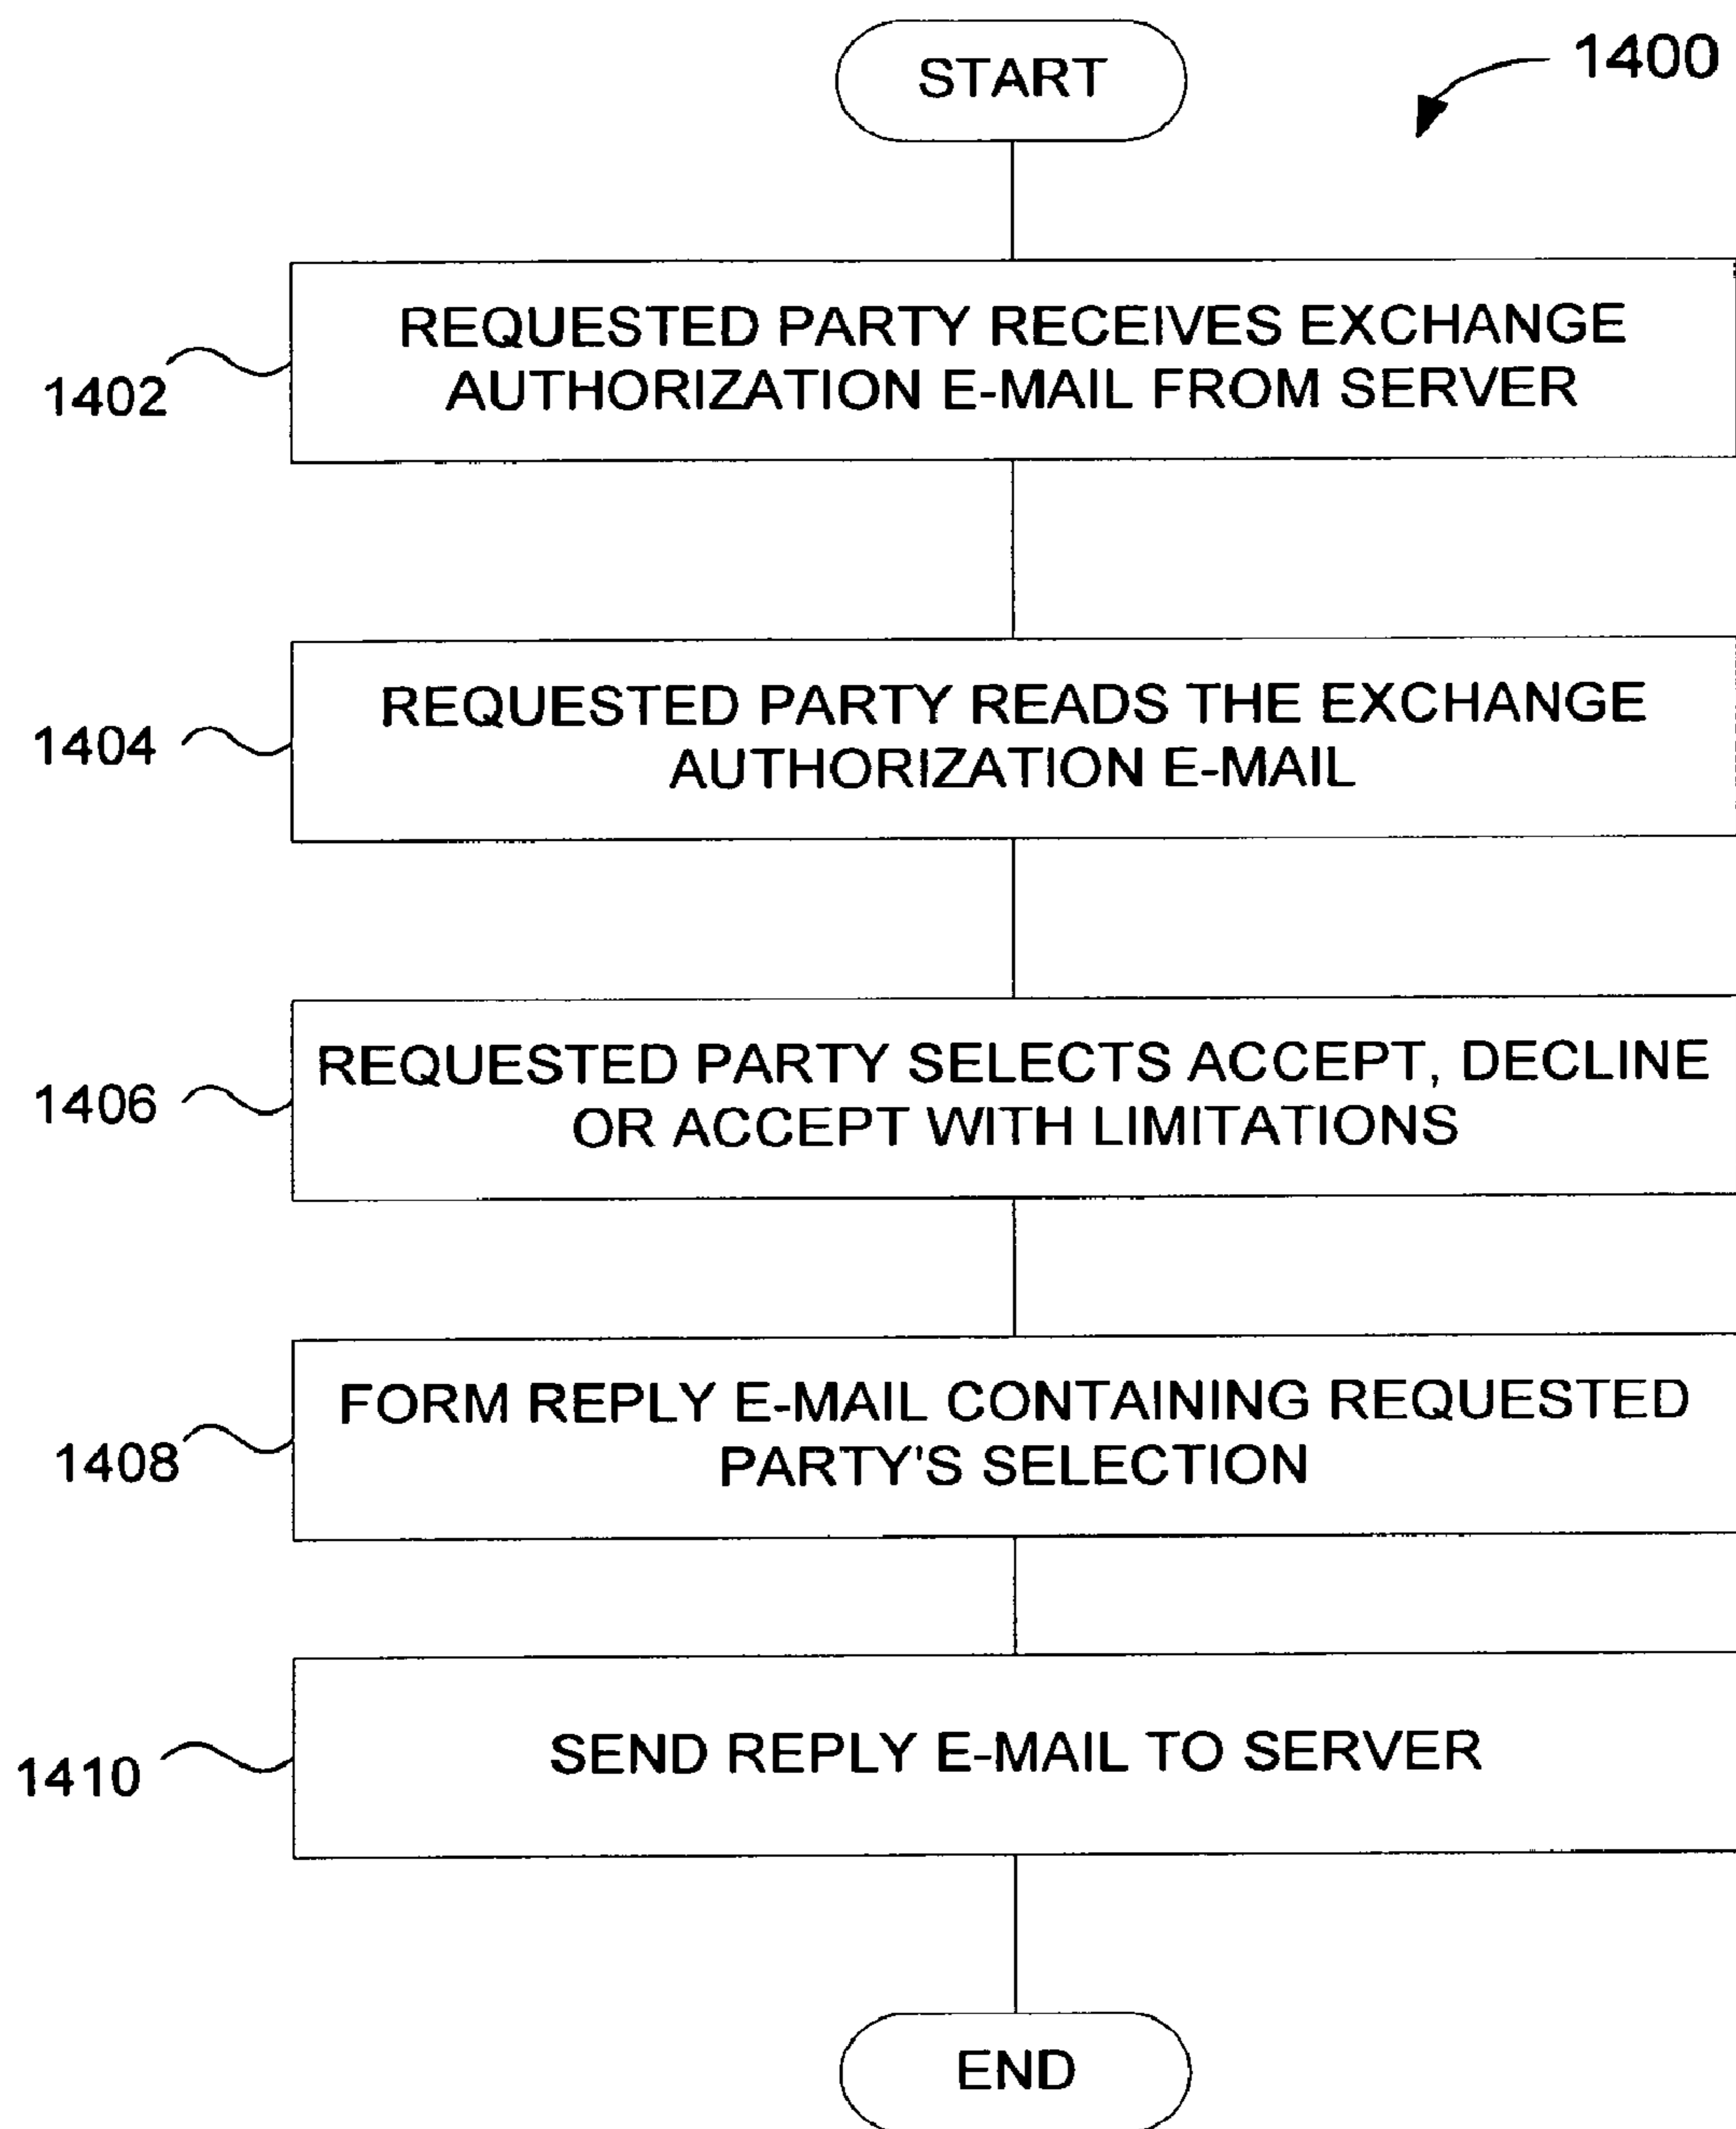 START
1400
REQUESTED PARTY RECEIVES EXCHANGE
AUTHORIZATION E-MAIL FROM SERVER
1402
REQUESTED PARTY READS THE EXCHANGE
AUTHORIZATION E-MAIL
1404
REQUESTED PARTY SELECTS ACCEPT, DECLINE
OR ACCEPT WITH LIMITATIONS
1406
FORM REPLY E-MAIL CONTAINING REQUESTED
PARTY'S SELECTION
1408
SEND REPLY E-MAIL TO SERVER
1410
END